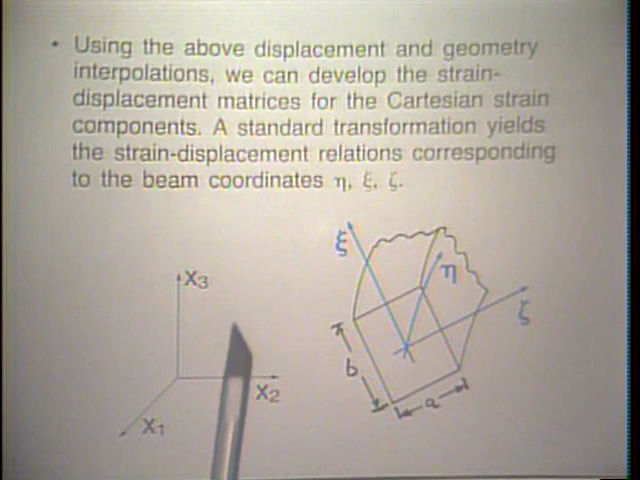 • Using the above displacement and geometry
interpolations, we can develop the strain-
displacement matrices for the Cartesian strain
components. A standard transformation yields
the strain-displacement relations corresponding
to the beam coordinates η, ξ, ζ.
ξ
η
ζ
X3
b
a
X2
X1